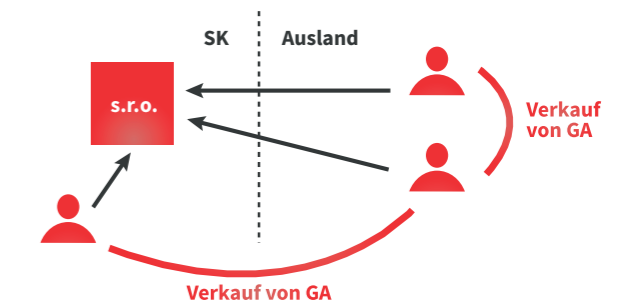 SK
Ausland
s.r.o.
Verkauf
von GA
Verkauf von GA